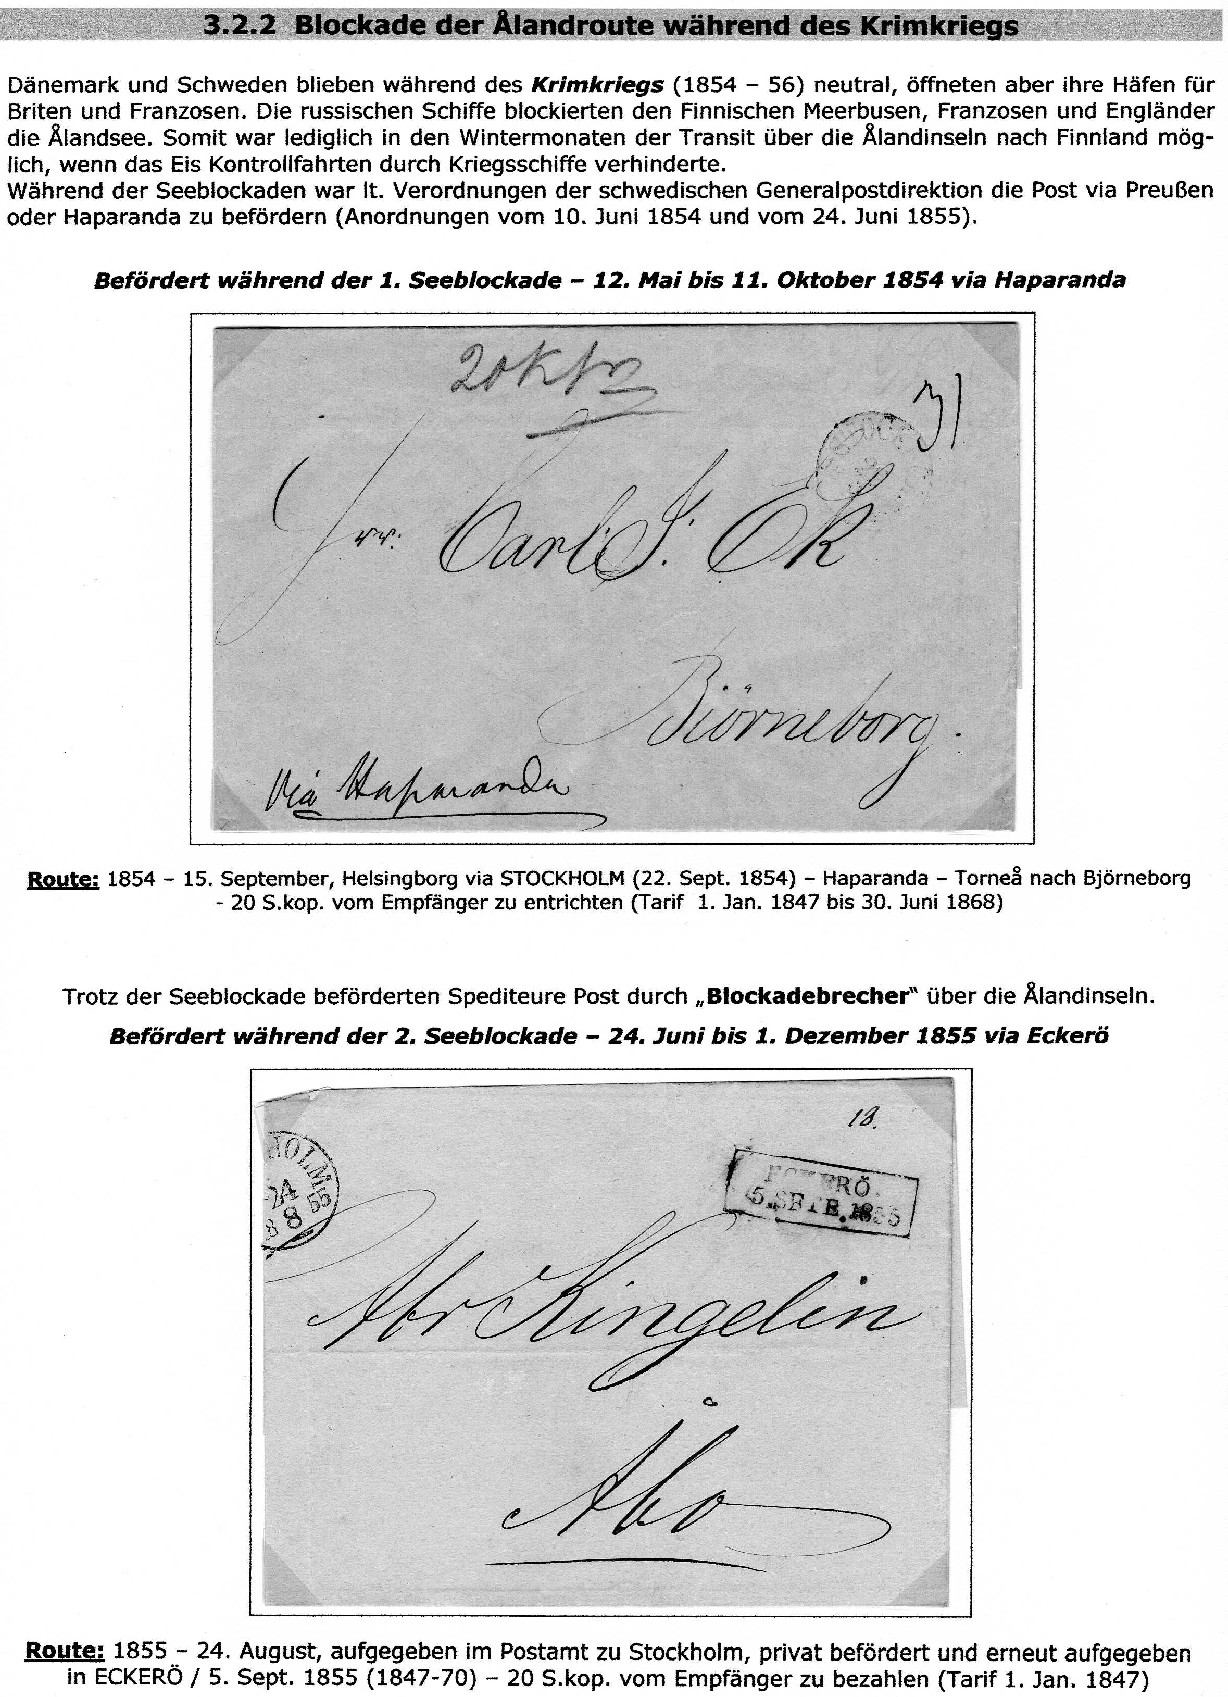 3.2.2 Blockade der Ålandroute während des Krimkriegs
Dänemark und Schweden blieben während des Krimkriegs (1854 – 56) neutral, öffneten aber ihre Häfen für
Briten und Franzosen. Die russischen Schiffe blockierten den Finnischen Meerbusen, Franzosen und Engländer
die Ålandsee. Somit war lediglich in den Wintermonaten der Transit über die Ålandinseln nach Finnland mög-
lich, wenn das Eis Kontrollfahrten durch Kriegsschiffe verhinderte.
Während der Seeblockaden war lt. Verordnungen der schwedischen Generalpostdirektion die Post via Preußen
oder Haparanda zu befördern (Anordnungen vom 10. Juni 1854 und vom 24. Juni 1855).
Befördert während der 1. Seeblockade – 12. Mai bis 11. Oktober 1854 via Haparanda
20 K
31
Carl J. Ek
Björneborg.
Via Haparanda
Route: 1854 – 15. September, Helsingborg via STOCKHOLM (22. Sept. 1854) – Haparanda – Torneå nach Björneborg
- 20 S.kop. vom Empfänger zu entrichten (Tarif 1. Jan. 1847 bis 30. Juni 1868)
Trotz der Seeblockade beförderten Spediteure Post durch „Blockadebrecher“ über die Ålandinseln.
Befördert während der 2. Seeblockade – 24. Juni bis 1. Dezember 1855 via Eckerö
13.
HOLM
24
8
55
ECKERÖ.
5. SEPTE. 1855
Abr Kingelin
Åbo
Route: 1855 – 24. August, aufgegeben im Postamt zu Stockholm, privat befördert und erneut aufgegeben
in ECKERÖ / 5. Sept. 1855 (1847-70) – 20 S.kop. vom Empfänger zu bezahlen (Tarif 1. Jan. 1847)